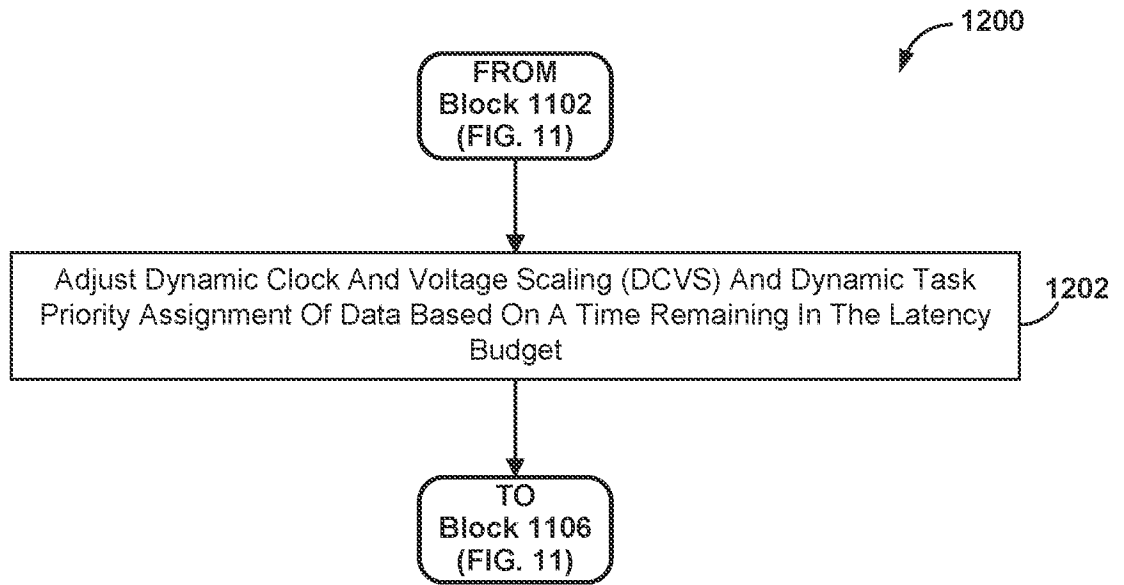 1200
FROM
Block 1102
(FIG. 11)
Adjust Dynamic Clock And Voltage Scaling (DCVS) And Dynamic Task
Priority Assignment Of Data Based On A Time Remaining In The Latency
Budget
1202
TO
Block 1106
(FIG. 11)